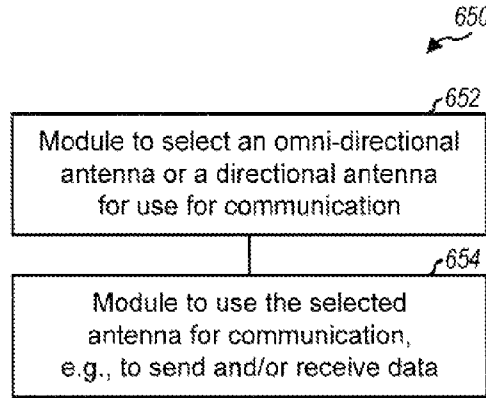 650
652
Module to select an omni-directional
antenna or a directional antenna
for use for communication
654
Module to use the selected
antenna for communication,
e.g., to send and/or receive data